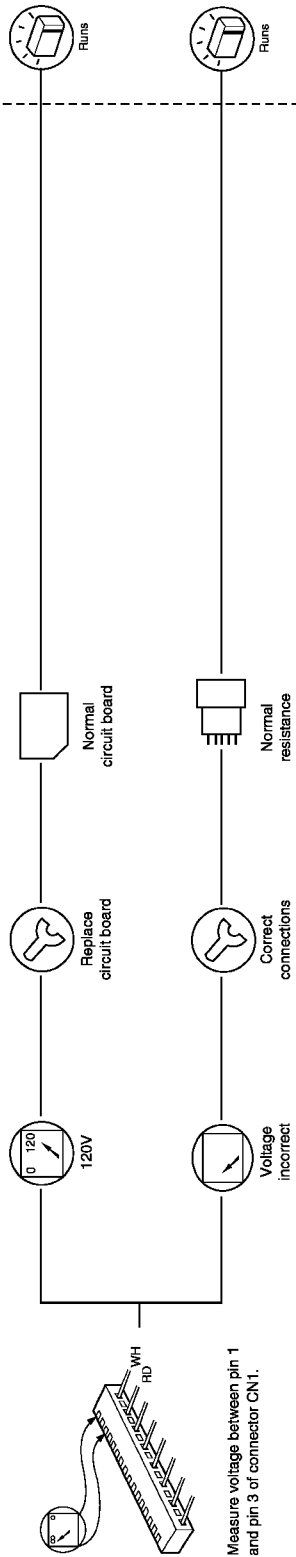 Measure voltage between pin 1
and pin 3 of connector CN1.
WH
RD
0 120
120V
Replace
circuit board
Normal
circuit board
Runs
Voltage
incorrect
Correct
connections
Normal
resistance
Runs